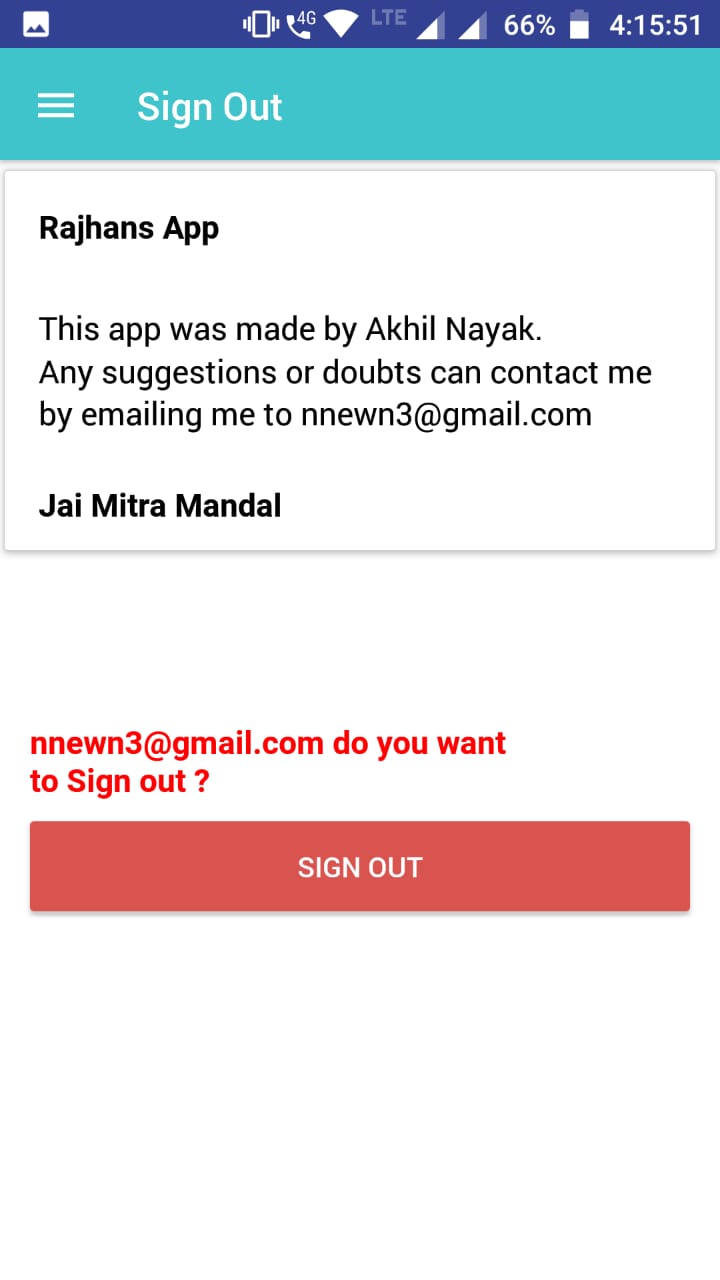 4G LTE 66% 4:15:51
Sign Out
Rajhans App
This app was made by Akhil Nayak.
Any suggestions or doubts can contact me
by emailing me to nnewn3@gmail.com
Jai Mitra Mandal
nnewn3@gmail.com do you want
to Sign out ?
SIGN OUT